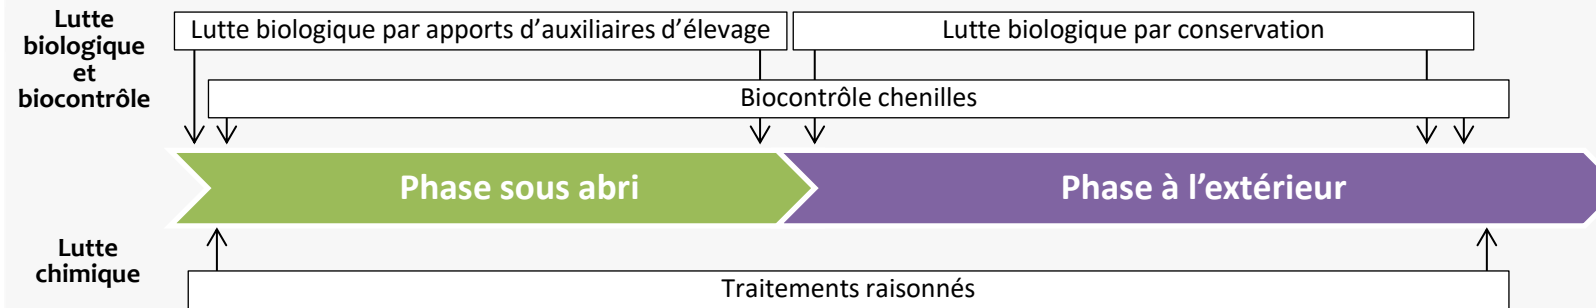 Lutte
biologique
et
biocontrôle
Lutte biologique par apports d’auxiliaires d’élevage
Lutte biologique par conservation
Biocontrôle chenilles
Phase sous abri
Phase à l’extérieur
Lutte
chimique
Traitements raisonnés